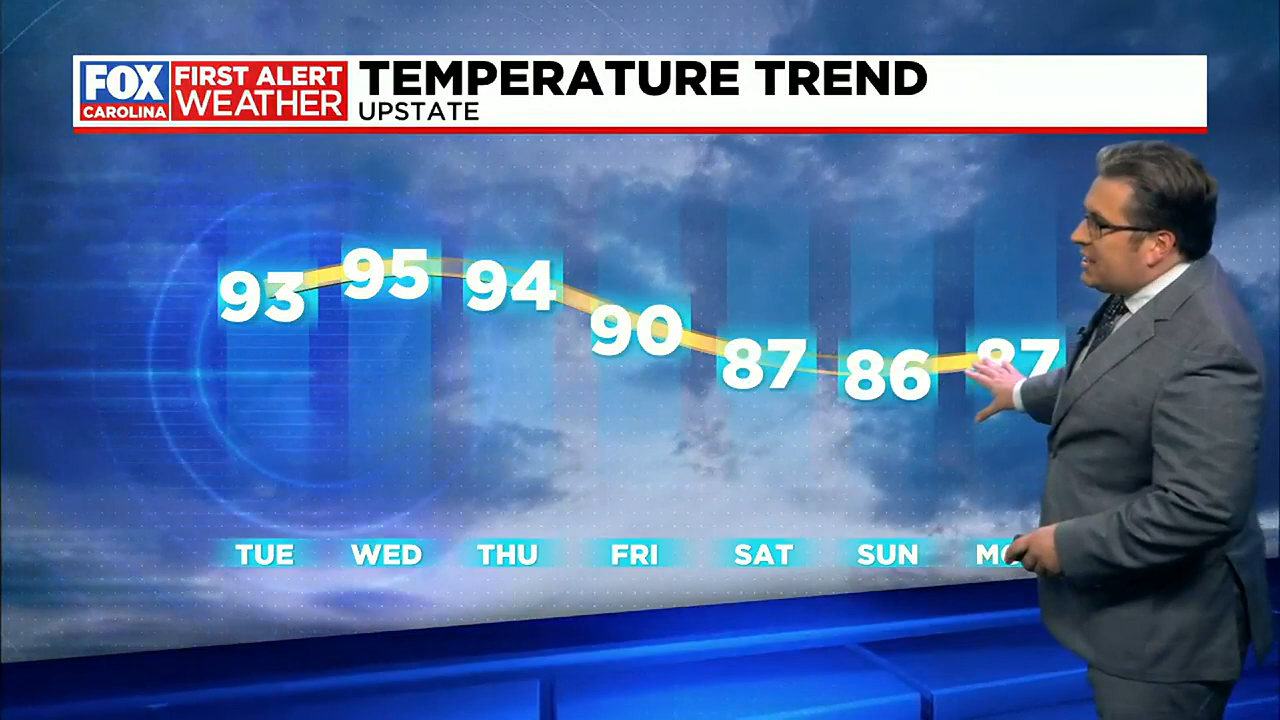 FOX CAROLINA
FIRST ALERT WEATHER
TEMPERATURE TREND
UPSTATE
93 95 94 90 87 86 87
TUE WED THU FRI SAT SUN